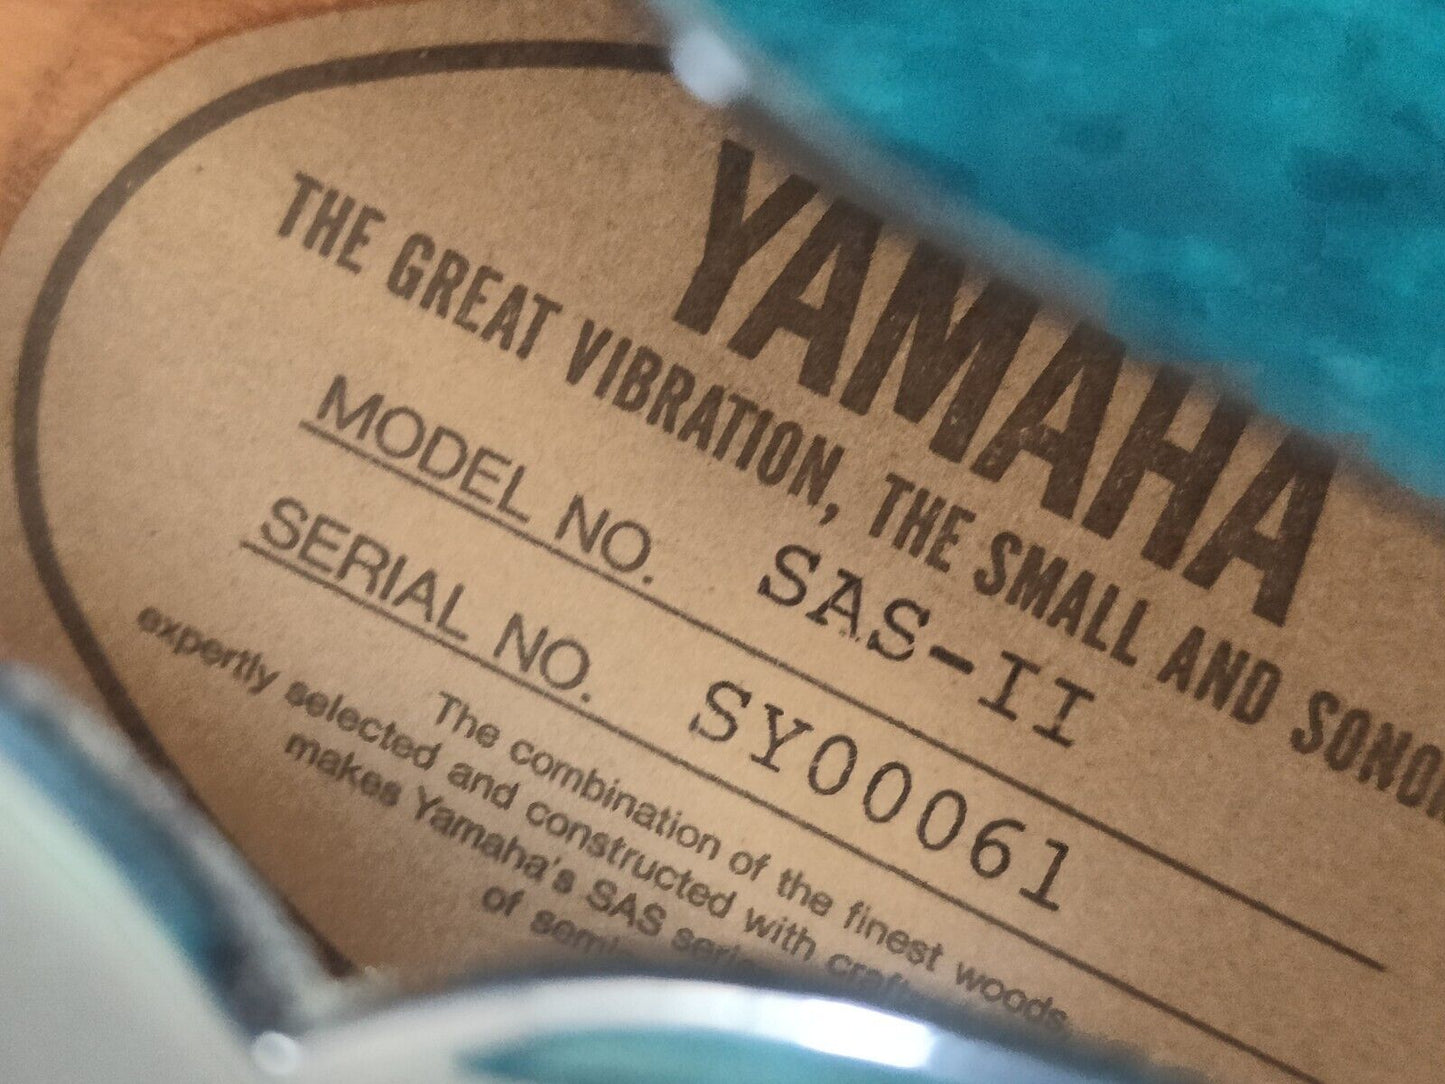 YAMAHA
THE GREAT VIBRATION, THE SMALL AND
MODEL NO. SAS-II
SERIAL NO. SY00061
The combination of the finest woods
expertly selected and constructed with
makes Yamaha's SAS
of